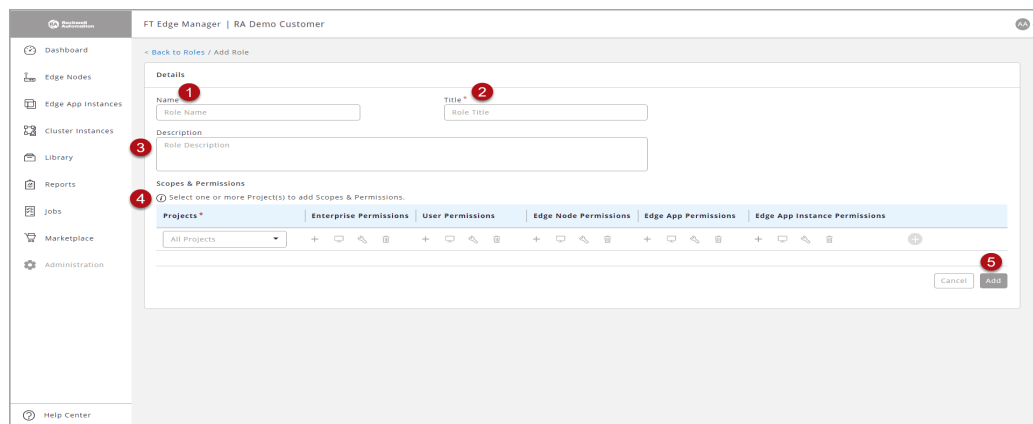 RA Rockwell Automation
FT Edge Manager | RA Demo Customer
AA
Dashboard
Edge Nodes
Edge App Instances
Cluster Instances
Library
Reports
Jobs
Marketplace
Administration
Help Center
< Back to Roles / Add Role
Details
Name 1
Role Name
Title * 2
Role Title
Description
3
Role Description
Scopes & Permissions
4
Select one or more Project(s) to add Scopes & Permissions.
Projects * Enterprise Permissions User Permissions Edge Node Permissions Edge App Permissions Edge App Instance Permissions
All Projects
5
Cancel Add